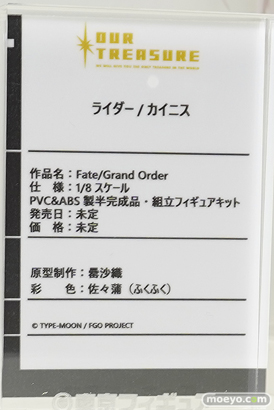 OUR
TREASURE
ライダー / カイニス
作品名：Fate/Grand Order
仕　様：1/8 スケール
PVC&ABS 製半完成品・組立フィギュアキット
発売日：未定
価　格：未定
原型制作：曑沙織
彩　　色：佐々蒲（ふくふく）
© TYPE-MOON / FGO PROJECT
moeyo.com